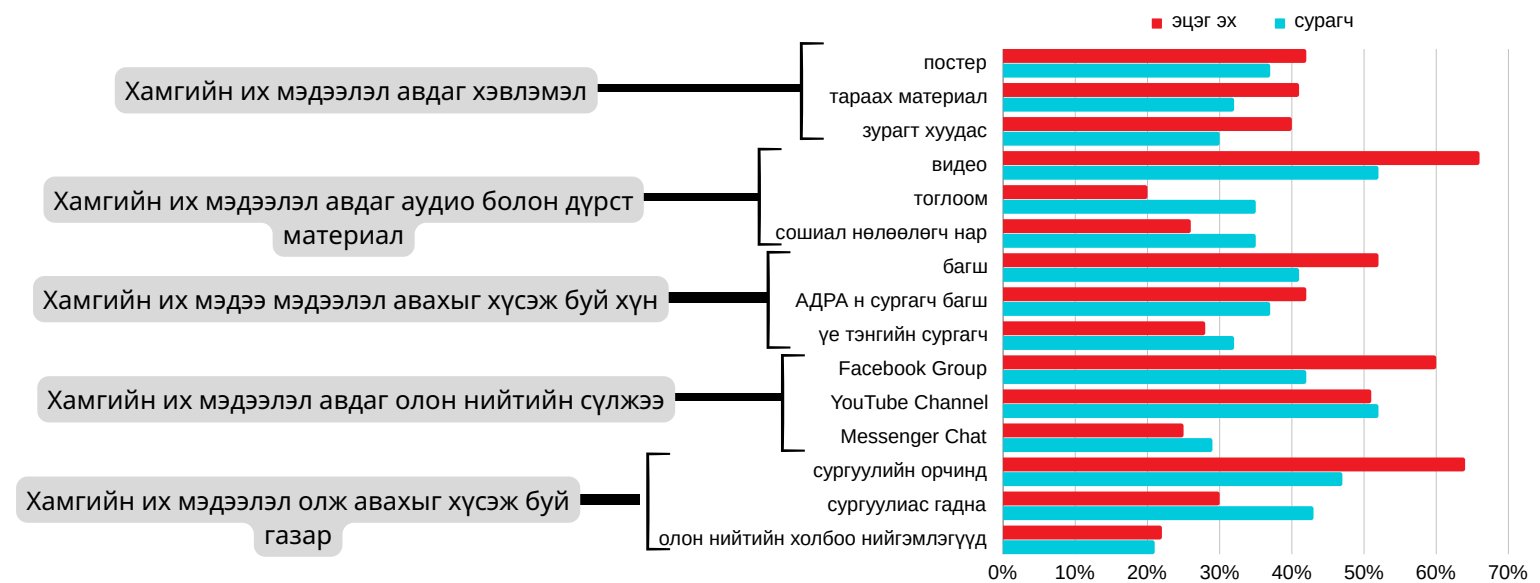 эцэг эх
сурагч
Хамгийн их мэдээлэл авдаг хэвлэмэл
постер
тараах материал
зурагт хуудас
Хамгийн их мэдээлэл авдаг аудио болон дүрст
материал
видео
тоглоом
сошиал нөлөөлөгч нар
Хамгийн их мэдээ мэдээлэл авахыг хүсэж буй хүн
багш
АДРА н сургагч багш
үе тэнгийн сургагч
Хамгийн их мэдээлэл авдаг олон нийтийн сүлжээ
Facebook Group
YouTube Channel
Messenger Chat
Хамгийн их мэдээлэл олж авахыг хүсэж буй
газар
сургуулийн орчинд
сургуулиас гадна
олон нийтийн холбоо нийгэмлэгүүд
0% 10% 20% 30% 40% 50% 60% 70%